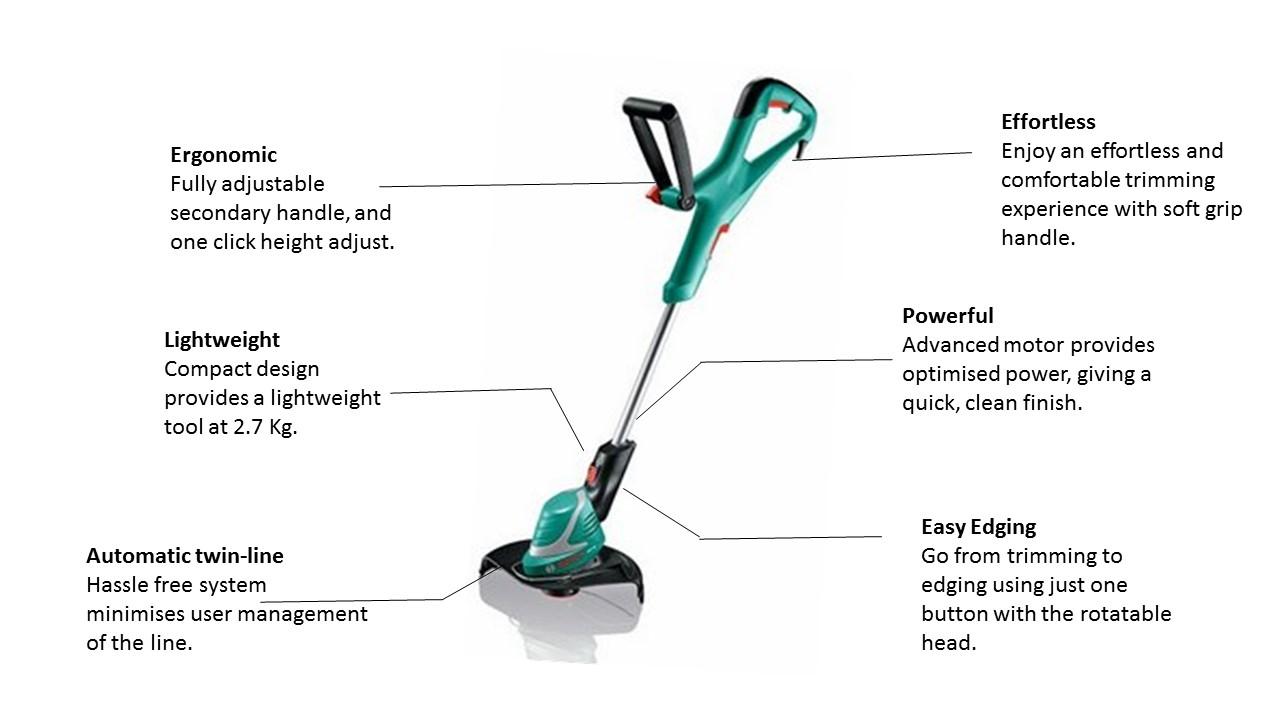 Ergonomic
Fully adjustable
secondary handle, and
one click height adjust.
Effortless
Enjoy an effortless and
comfortable trimming
experience with soft grip
handle.
Lightweight
Compact design
provides a lightweight
tool at 2.7 Kg.
Powerful
Advanced motor provides
optimised power, giving a
quick, clean finish.
Automatic twin-line
Hassle free system
minimises user management
of the line.
Easy Edging
Go from trimming to
edging using just one
button with the rotatable
head.